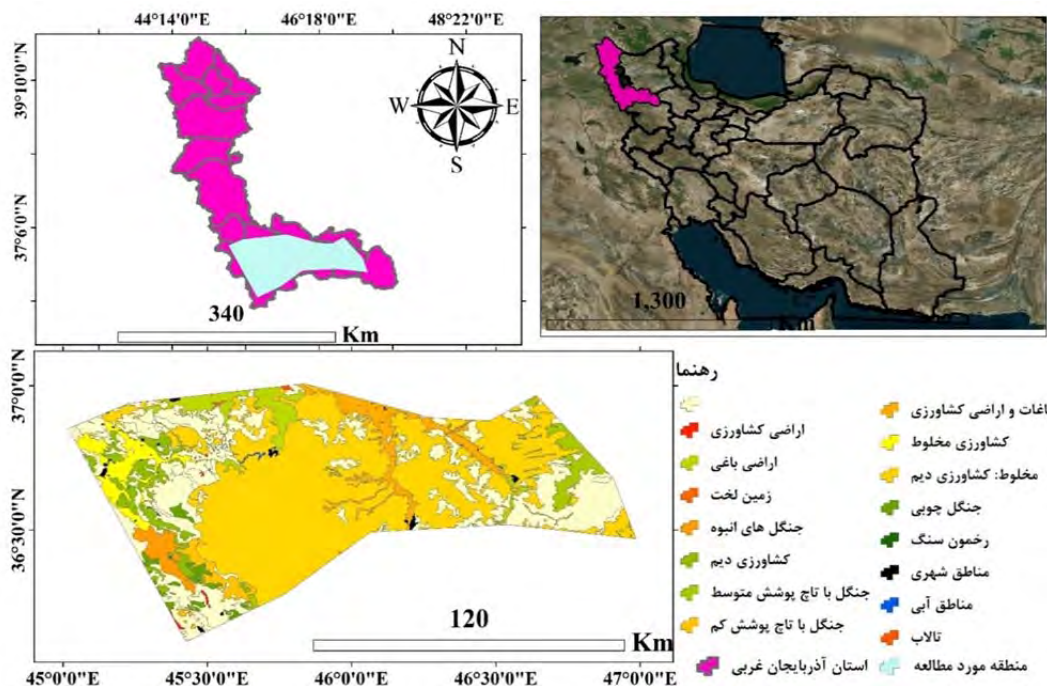 44°14'0"E
46°18'0"E
48°22'0"E
39°10'0"N
37°6'0"N
N
W
E
S
340
Km
1,300
Km
37°0'0"N
36°30'0"N
120
Km
45°0'0"E
45°30'0"E
46°0'0"E
46°30'0"E
47°0'0"E
رهنما
اراضی کشاورزی
اراضی باغی
زمین لخت
جنگل های انبوه
کشاورزی دیم
جنگل با تاج پوشش متوسط
جنگل با تاج پوشش کم
استان آذربایجان غربی
باغات و اراضی کشاورزی
کشاورزی مخلوط
مخلوط: کشاورزی دیم
جنگل چوبی
رخمون سنگ
مناطق شهری
مناطق آبی
تالاب
منطقه مورد مطالعه